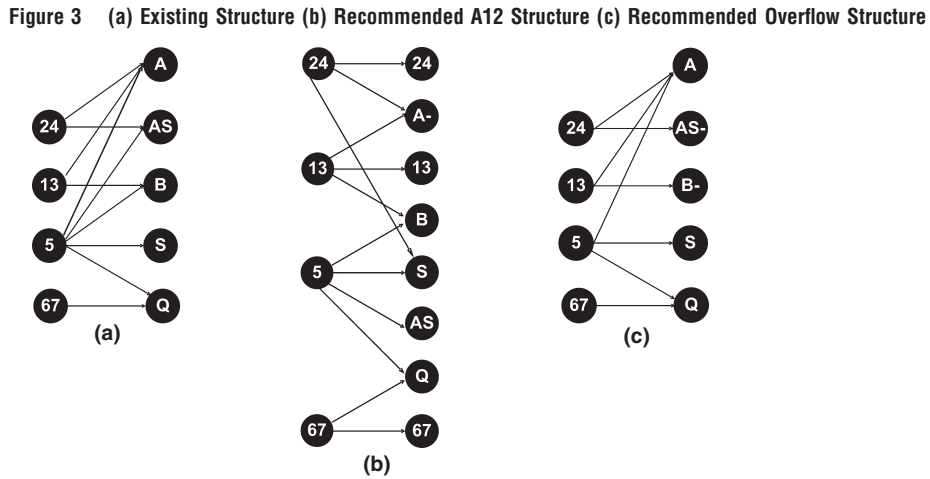 Figure 3 (a) Existing Structure (b) Recommended A12 Structure (c) Recommended Overflow Structure
A
24
AS
13
B
5
S
67
Q
(a)
24
24
A-
13
13
B
5
S
AS
Q
67
67
(b)
A
24
AS-
13
B-
5
S
67
Q
(c)